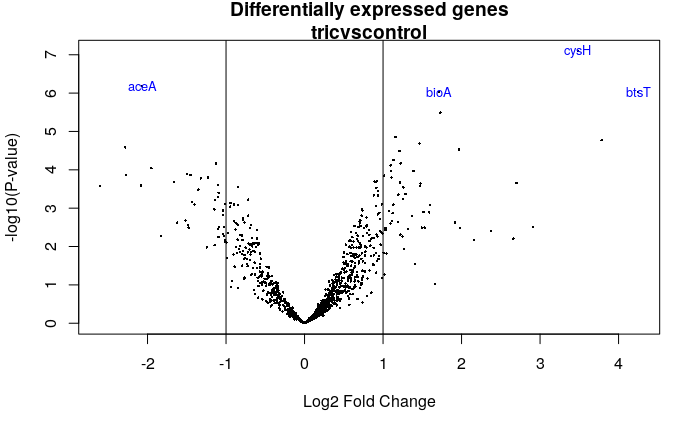 Differentially expressed genes
tricvscontrol
cysH
aceA
bioA
btsT
7
6
5
4
3
2
1
0
-log10(P-value)
-2 -1 0 1 2 3 4
Log2 Fold Change